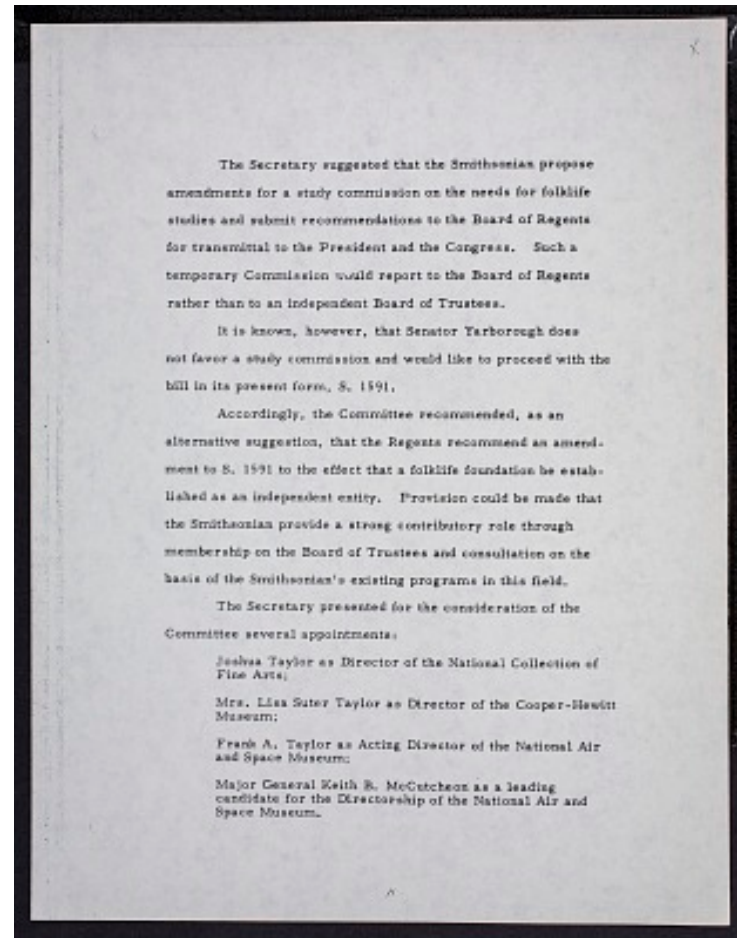 The Secretary suggested that the Smithsonian propose
amendments for a study commission on the needs for folklife
studies and submit recommendations to the Board of Regents
for transmittal to the President and the Congress. Such a
temporary Commission would report to the Board of Regents
rather than to an independent Board of Trustees.
It is known, however, that Senator Yarborough does
not favor a study commission and would like to proceed with the
bill in its present form, S. 1591.
Accordingly, the Committee recommended, as an
alternative suggestion, that the Regents recommend an amend-
ment to S. 1591 to the effect that a folklife foundation be estab-
lished as an independent entity. Provision could be made that
the Smithsonian provide a strong contributory role through
membership on the Board of Trustees and consultation on the
basis of the Smithsonian's existing programs in this field.
The Secretary presented for the consideration of the
Committee several appointments:
Joshua Taylor as Director of the National Collection of
Fine Arts;
Mrs. Lisa Suter Taylor as Director of the Cooper-Hewitt
Museum;
Frank A. Taylor as Acting Director of the National Air
and Space Museum;
Major General Keith B. McCutcheon as a leading
candidate for the Directorship of the National Air and
Space Museum.